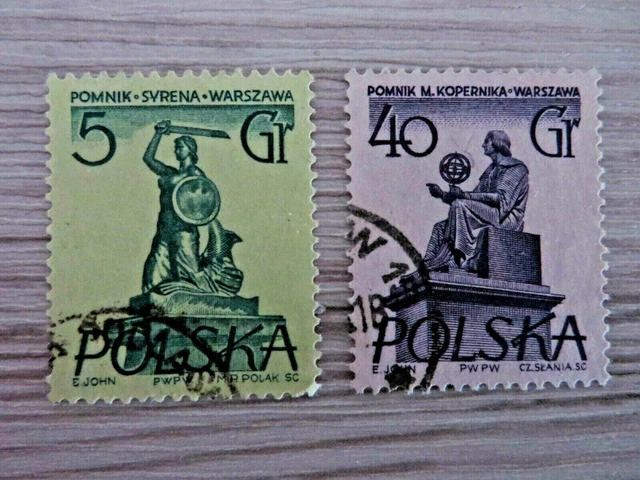 POMNIK • SYRENA • WARSZAWA
5 Gr
POLSKA
E. JOHN PWPW M.R. POLAK SC
POMNIK M. KOPERNIKA • WARSZAWA
40 Gr
POLSKA
E. JOHN PWPW CZ. SŁANIA. SC